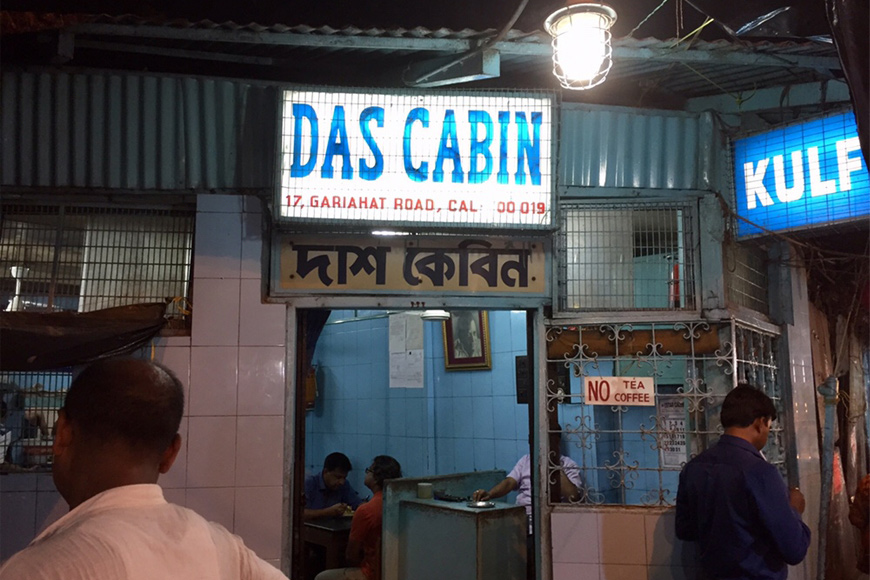 DAS CABIN
17, GARIAHAT ROAD, CAL: 00 019
দাশ কেবিন
KULF
NO TEA
COFFEE